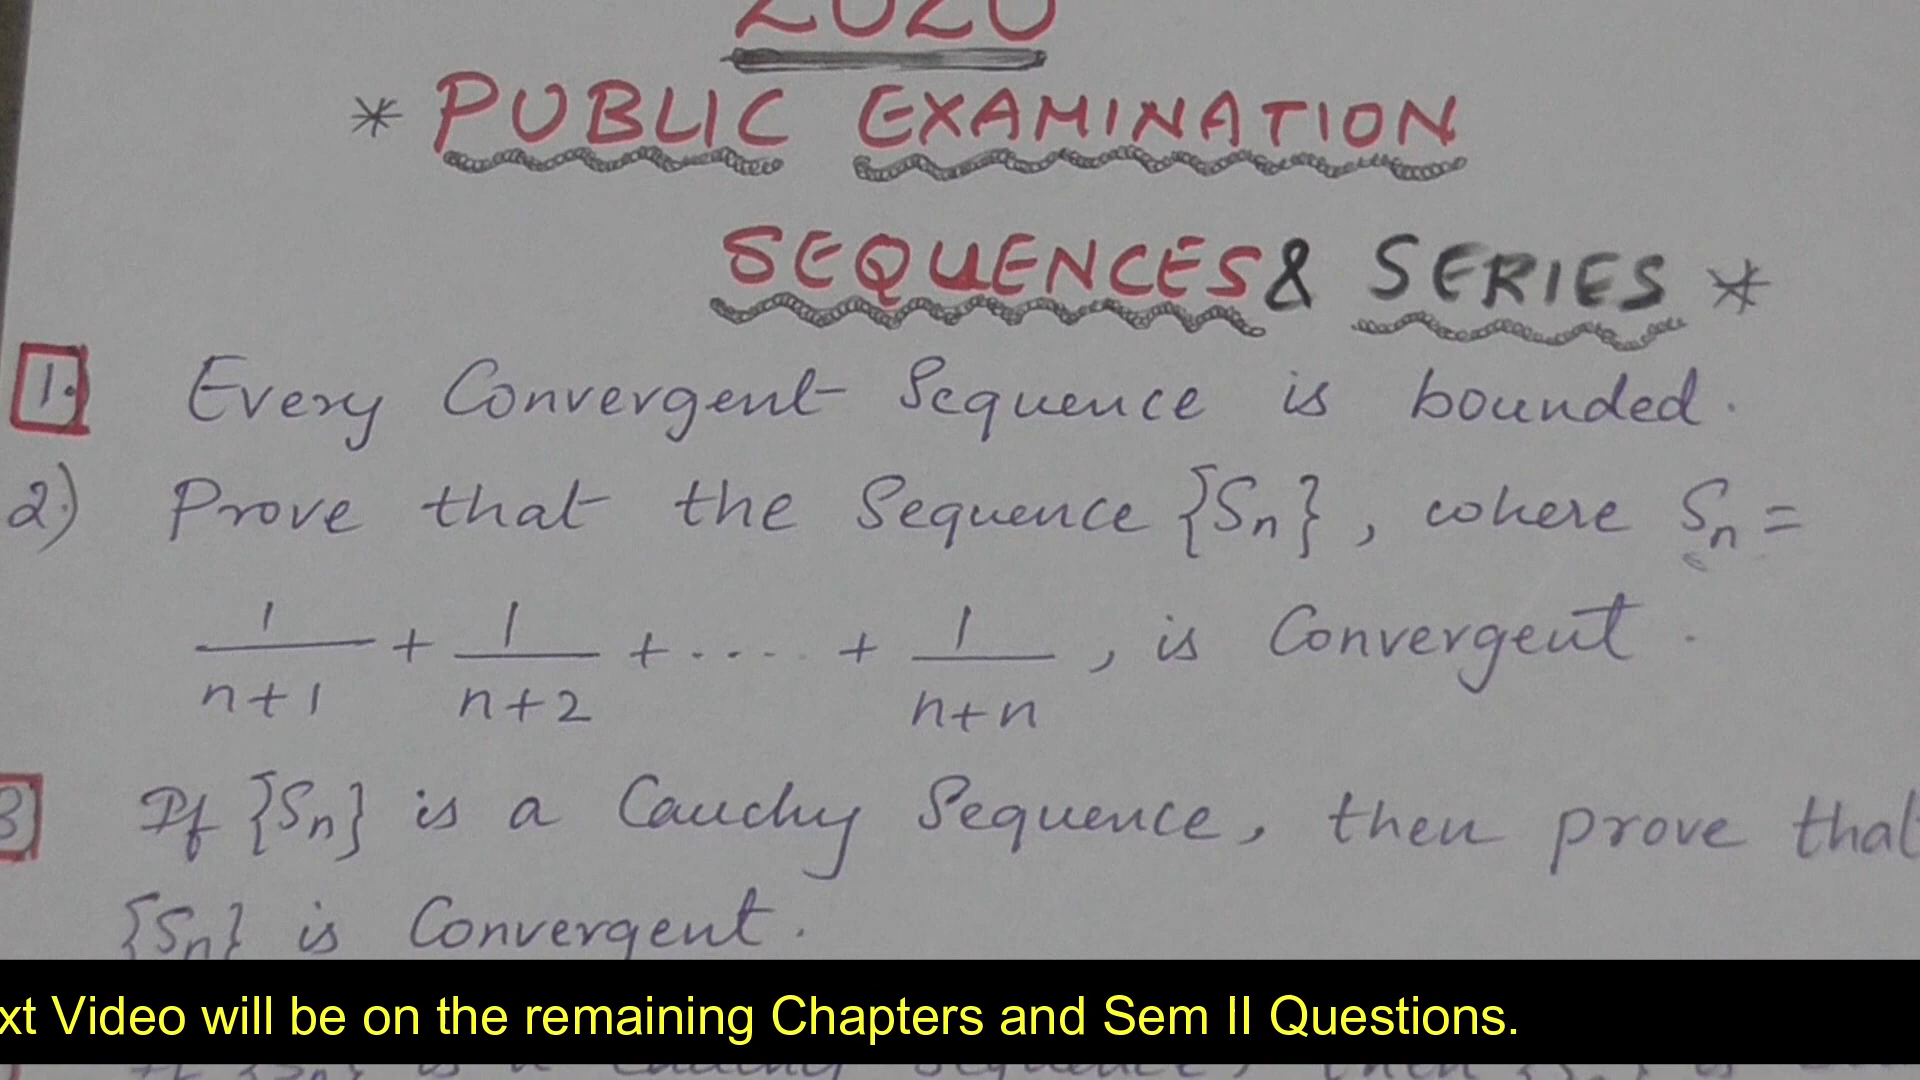 2020
* PUBLIC EXAMINATION
SEQUENCES & SERIES *
1. Every Convergent Sequence is bounded.
2) Prove that the Sequence {Sn}, where Sn =
1/(n+1) + 1/(n+2) + .... + 1/(n+n), is Convergent.
3 If {Sn} is a Cauchy Sequence, then prove that
{Sn} is Convergent.
xt Video will be on the remaining Chapters and Sem II Questions.